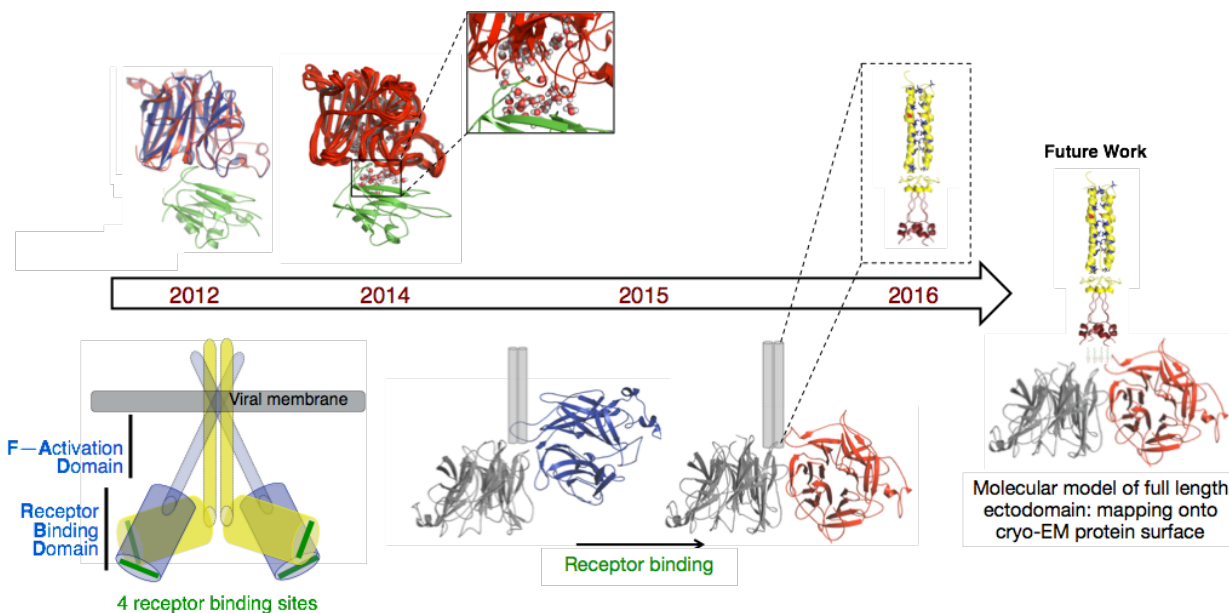 Future Work
2012
2014
2015
2016
Viral membrane
F—Activation
Domain
Receptor
Binding
Domain
4 receptor binding sites
Receptor binding
Molecular model of full length
ectodomain: mapping onto
cryo-EM protein surface